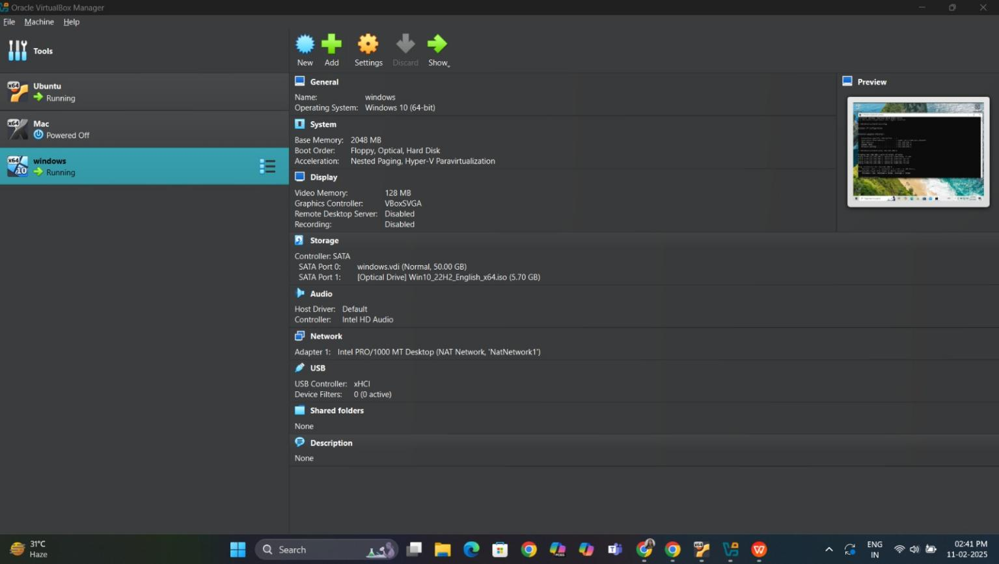 Oracle VirtualBox Manager
File Machine Help
Tools
New Add Settings Discard Show
x64 Ubuntu
Running
x64 Mac
Powered Off
x64 10 windows
Running
General
Name: windows
Operating System: Windows 10 (64-bit)
System
Base Memory: 2048 MB
Boot Order: Floppy, Optical, Hard Disk
Acceleration: Nested Paging, Hyper-V Paravirtualization
Display
Video Memory: 128 MB
Graphics Controller: VBoxSVGA
Remote Desktop Server: Disabled
Recording: Disabled
Storage
Controller: SATA
SATA Port 0: windows.vdi (Normal, 50.00 GB)
SATA Port 1: [Optical Drive] Win10_22H2_English_x64.iso (5.70 GB)
Audio
Host Driver: Default
Controller: Intel HD Audio
Network
Adapter 1: Intel PRO/1000 MT Desktop (NAT Network, 'NatNetwork1')
USB
USB Controller: xHCI
Device Filters: 0 (0 active)
Shared folders
None
Description
None
Preview
31°C
Haze
Search
ENG
IN
02:41 PM
11-02-2025